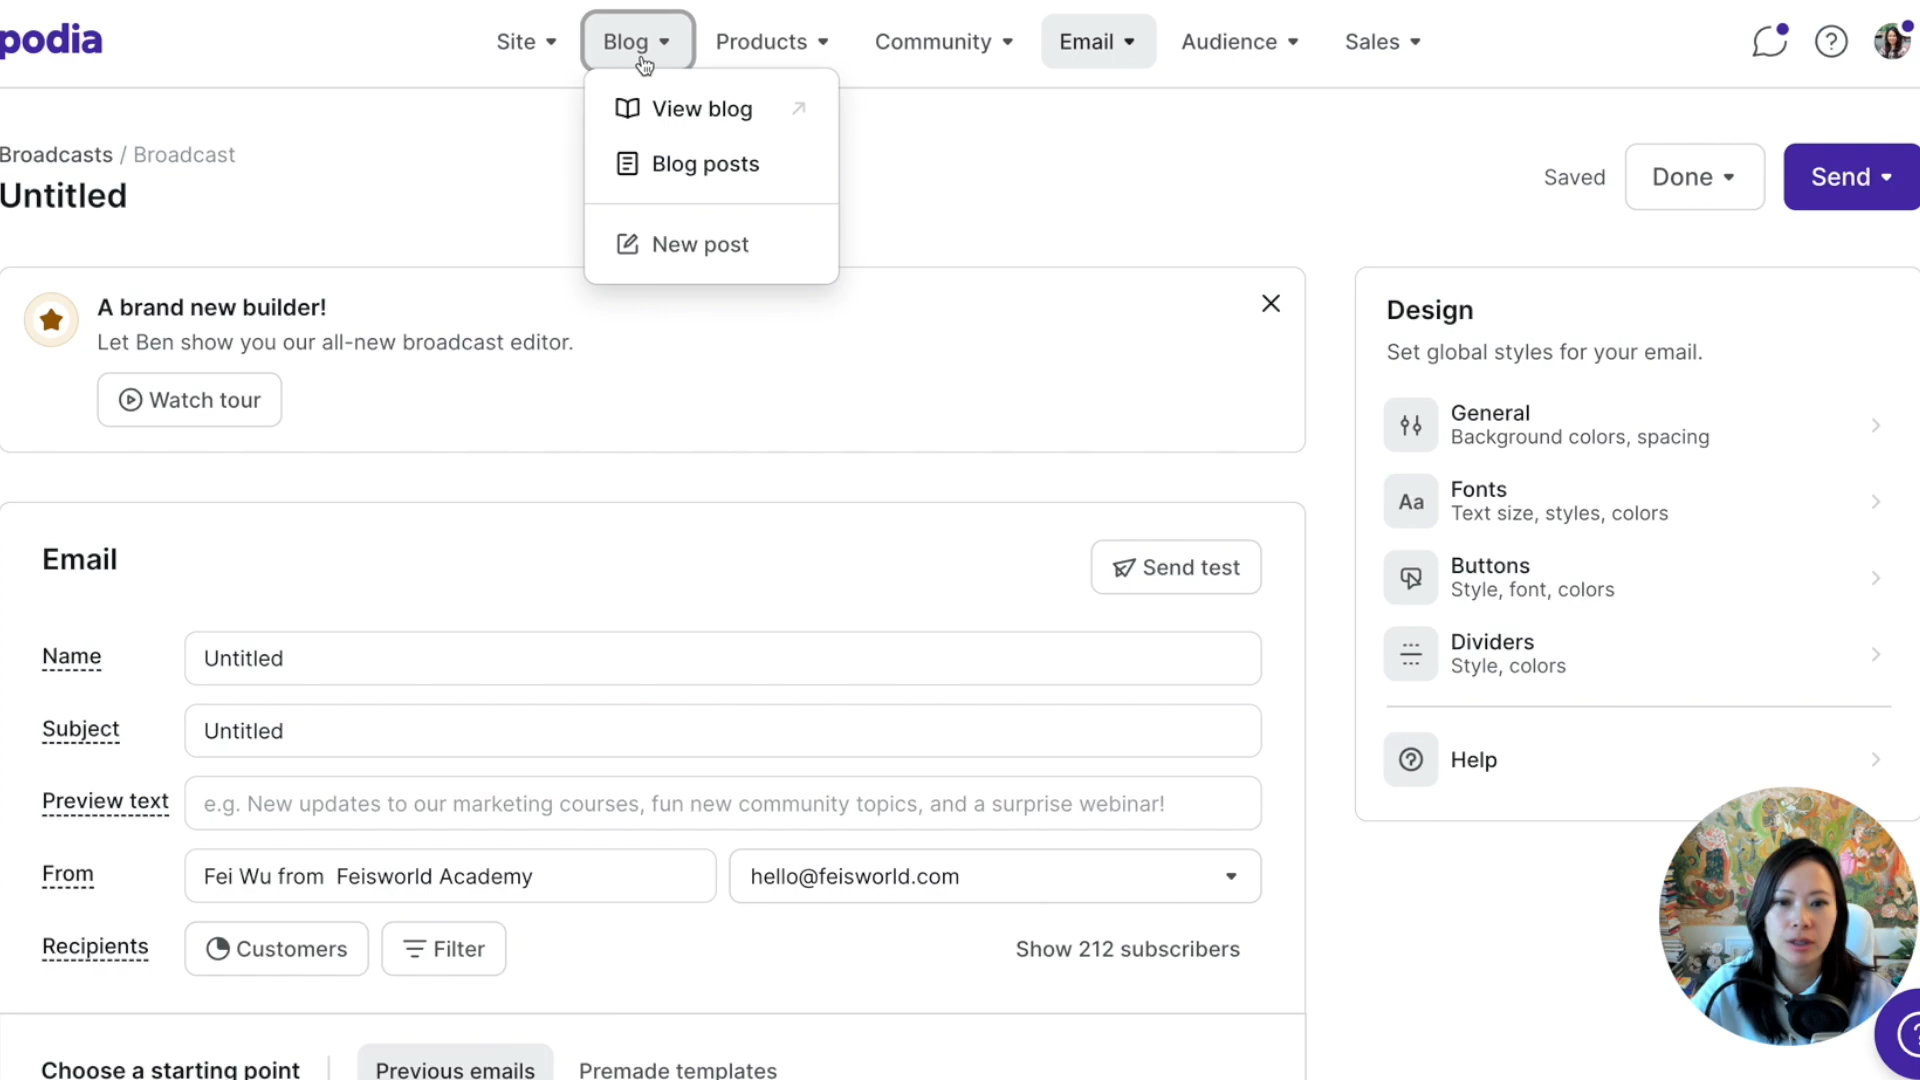 podia
Site
Blog
Products
Community
Email
Audience
Sales
View blog
Blog posts
New post
Broadcasts / Broadcast
Untitled
Saved
Done
Send
A brand new builder!
Let Ben show you our all-new broadcast editor.
Watch tour
Email
Send test
Name
Untitled
Subject
Untitled
Preview text
e.g. New updates to our marketing courses, fun new community topics, and a surprise webinar!
From
Fei Wu from Feisworld Academy
hello@feisworld.com
Recipients
Customers
Filter
Show 212 subscribers
Choose a starting point
Previous emails
Premade templates
Design
Set global styles for your email.
General
Background colors, spacing
Aa
Fonts
Text size, styles, colors
Buttons
Style, font, colors
Dividers
Style, colors
Help